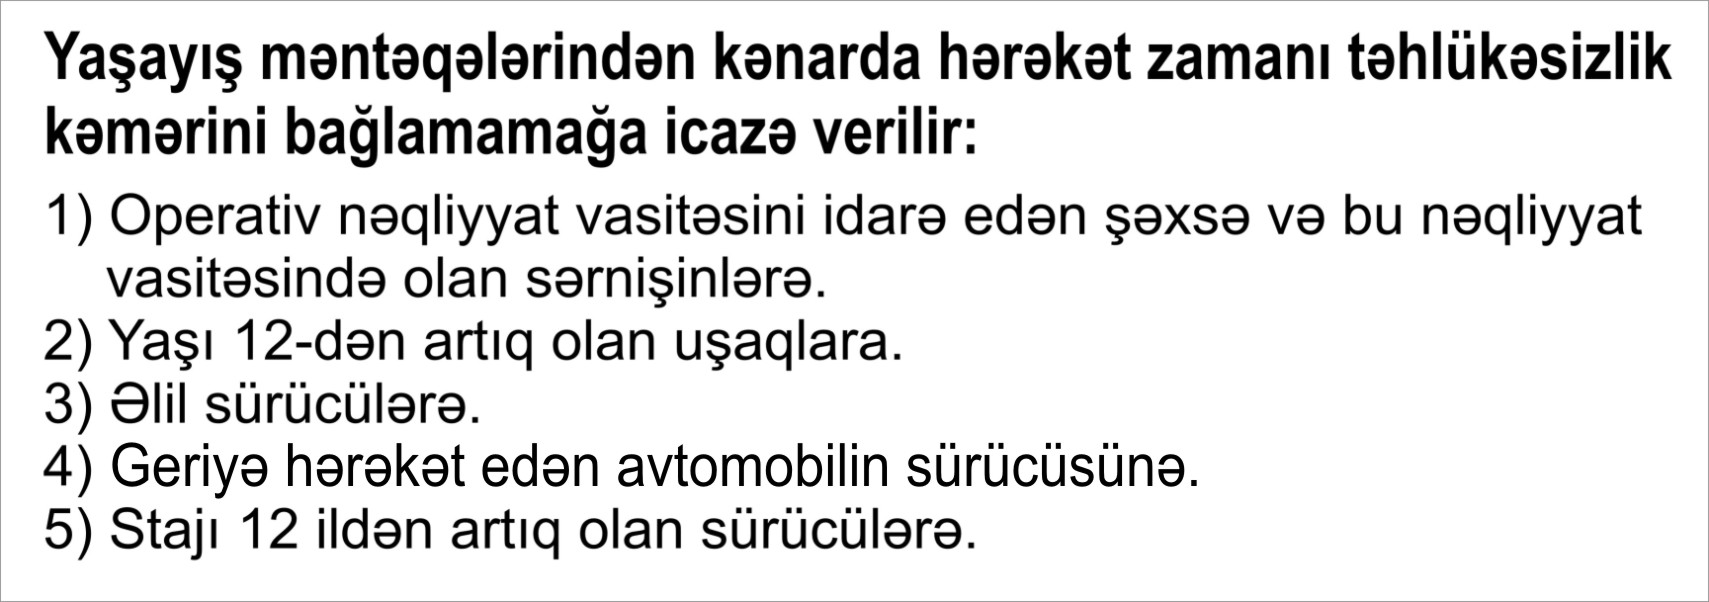 Yaşayış məntəqələrindən kənarda hərəkət zamanı təhlükəsizlik
kəmərini bağlamamağa icazə verilir:
1) Operativ nəqliyyat vasitəsini idarə edən şəxsə və bu nəqliyyat
vasitəsində olan sərnişinlərə.
2) Yaşı 12-dən artıq olan uşaqlara.
3) Əlil sürücülərə.
4) Geriyə hərəkət edən avtomobilin sürücüsünə.
5) Stajı 12 ildən artıq olan sürücülərə.